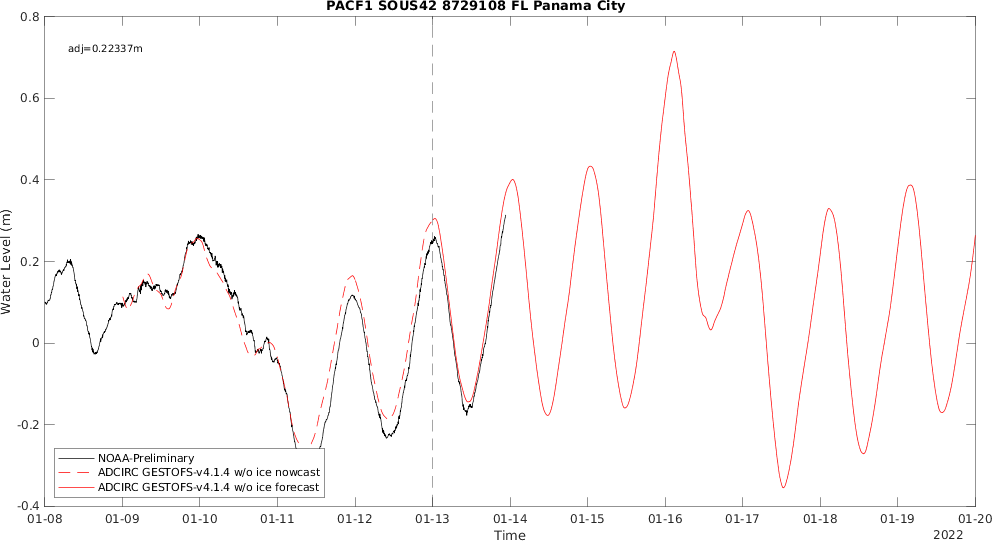 PACF1 SOUS42 8729108 FL Panama City
adj=0.22337m
0.8
0.6
0.4
0.2
0
-0.2
-0.4
Water Level (m)
NOAA-Preliminary
ADCIRC GESTOFS-v4.1.4 w/o ice nowcast
ADCIRC GESTOFS-v4.1.4 w/o ice forecast
01-08 01-09 01-10 01-11 01-12 01-13 01-14 01-15 01-16 01-17 01-18 01-19 01-20
Time
2022